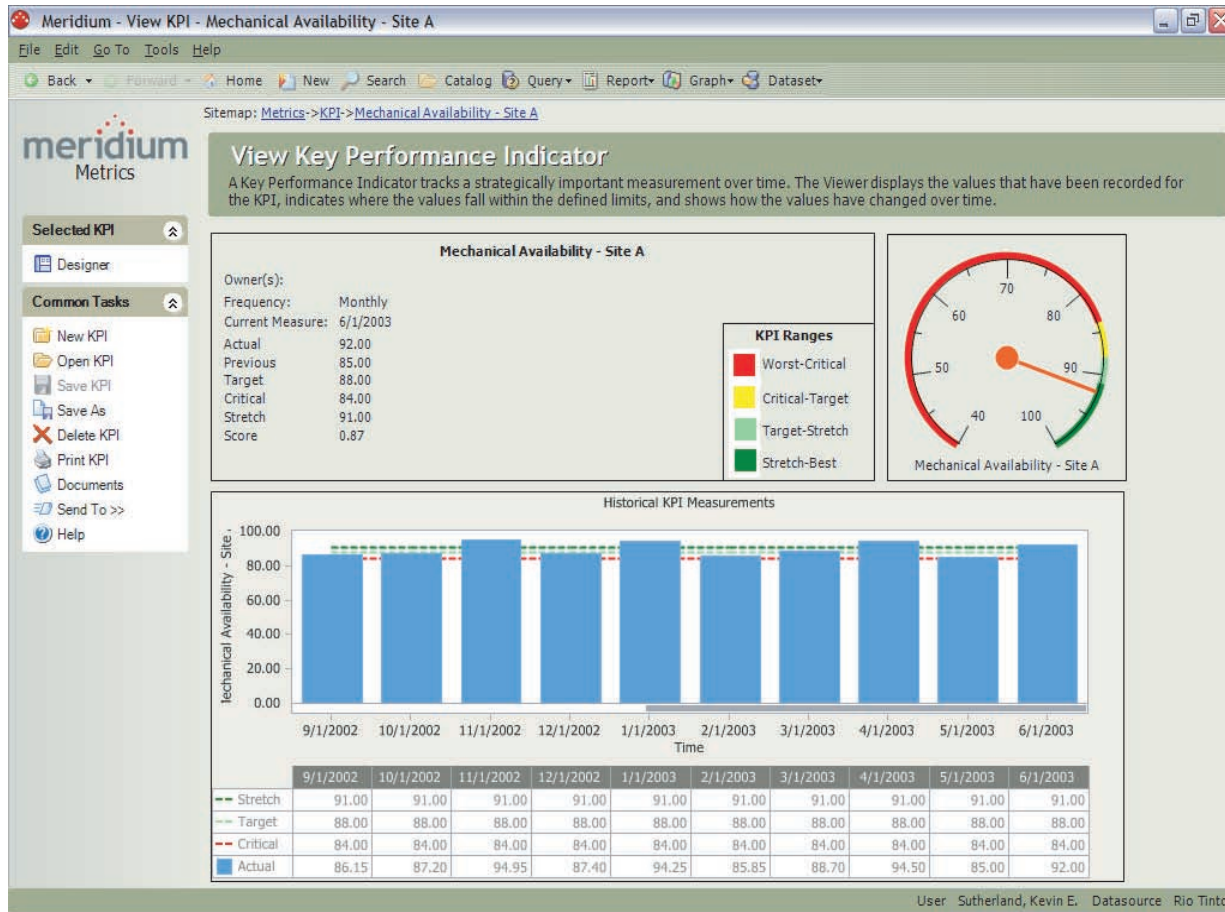 Meridium - View KPI - Mechanical Availability - Site A
File Edit Go To Tools Help
Back Forward Home New Search Catalog Query Report Graph Dataset
Sitemap: Metrics->KPI->Mechanical Availability - Site A
meridium
Metrics
View Key Performance Indicator
A Key Performance Indicator tracks a strategically important measurement over time. The Viewer displays the values that have been recorded for
the KPI, indicates where the values fall within the defined limits, and shows how the values have changed over time.
Selected KPI
Designer
Common Tasks
New KPI
Open KPI
Save KPI
Save As
Delete KPI
Print KPI
Documents
Send To >>
Help
Mechanical Availability - Site A
Owner(s):
Frequency: Monthly
Current Measure: 6/1/2003
Actual 92.00
Previous 85.00
Target 88.00
Critical 84.00
Stretch 91.00
Score 0.87
KPI Ranges
Worst-Critical
Critical-Target
Target-Stretch
Stretch-Best
40 50 60 70 80 90 100
Mechanical Availability - Site A
Historical KPI Measurements
lechanical Availability - Site .
100.00
80.00
60.00
40.00
20.00
0.00
9/1/2002 10/1/2002 11/1/2002 12/1/2002 1/1/2003 2/1/2003 3/1/2003 4/1/2003 5/1/2003 6/1/2003
Time
9/1/2002 10/1/2002 11/1/2002 12/1/2002 1/1/2003 2/1/2003 3/1/2003 4/1/2003 5/1/2003 6/1/2003
Stretch 91.00 91.00 91.00 91.00 91.00 91.00 91.00 91.00 91.00 91.00
Target 88.00 88.00 88.00 88.00 88.00 88.00 88.00 88.00 88.00 88.00
Critical 84.00 84.00 84.00 84.00 84.00 84.00 84.00 84.00 84.00 84.00
Actual 86.15 87.20 94.95 87.40 94.25 85.85 88.70 94.50 85.00 92.00
User Sutherland, Kevin E. Datasource Rio Tinto